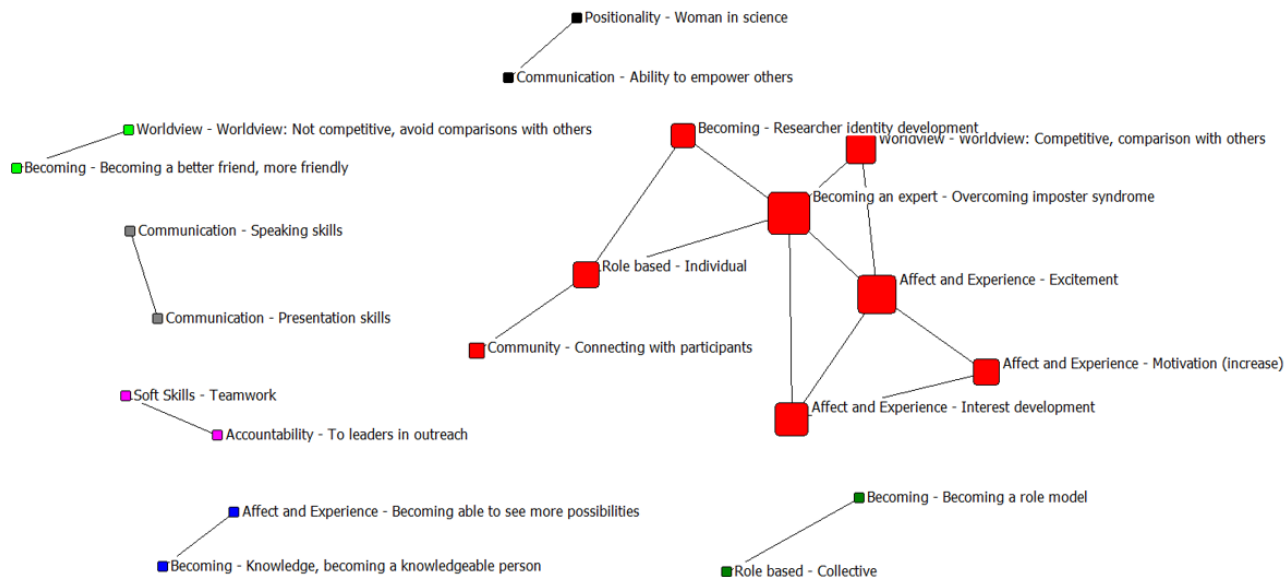 Positionality - Woman in science
Communication - Ability to empower others
Worldview - Worldview: Not competitive, avoid comparisons with others
Becoming - Researcher identity development
Worldview - Worldview: Competitive, comparison with others
Becoming - Becoming a better friend, more friendly
Becoming an expert - Overcoming imposter syndrome
Communication - Speaking skills
Role based - Individual
Affect and Experience - Excitement
Communication - Presentation skills
Community - Connecting with participants
Affect and Experience - Motivation (increase)
Soft Skills - Teamwork
Affect and Experience - Interest development
Accountability - To leaders in outreach
Becoming - Becoming a role model
Affect and Experience - Becoming able to see more possibilities
Becoming - Knowledge, becoming a knowledgeable person
Role based - Collective